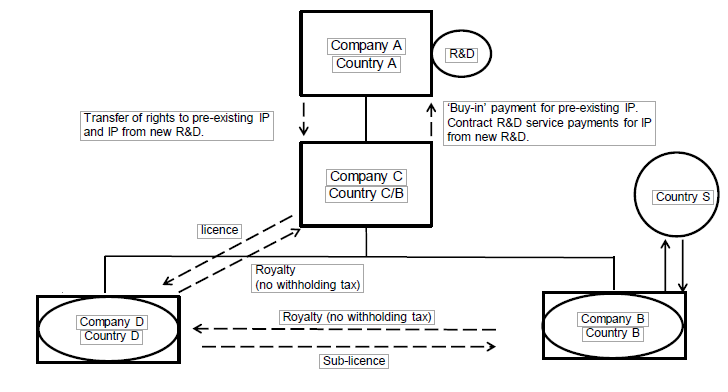 Company A
Country A
R&D
Transfer of rights to pre-existing IP
and IP from new R&D.
‘Buy-in’ payment for pre-existing IP.
Contract R&D service payments for IP
from new R&D.
Company C
Country C/B
Country S
licence
Royalty
(no withholding tax)
Company D
Country D
Royalty (no withholding tax)
Sub-licence
Company B
Country B